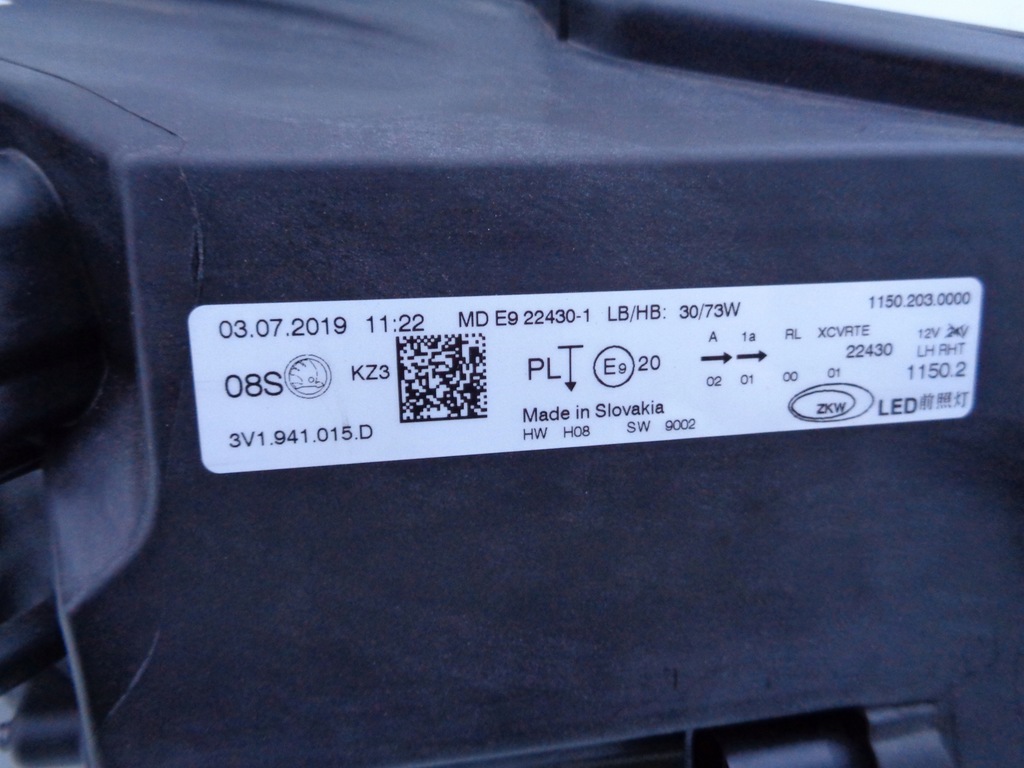 03.07.2019 11:22 MD E9 22430-1 LB/HB: 30/73W 1150.203.0000
08S KZ3 PL E9 20
A 1a RL XCVRTE 12V 24V
22430 LH RHT
02 01 00 01 1150.2
Made in Slovakia ZKW LED前照灯
3V1.941.015.D HW H08 SW 9002